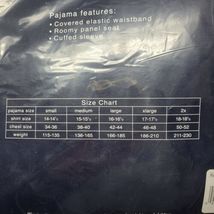 Pajama features:
• Covered elastic waistband
• Roomy panel seat
• Cuffed sleeve
Size Chart
pajama size small medium large xlarge 2x
shirt size 14-14½ 15-15½ 16-16½ 17-17½ 18-18½
chest size 34-36 38-40 42-44 46-48 50-52
weight 115-135 136-165 166-185 186-210 211-230